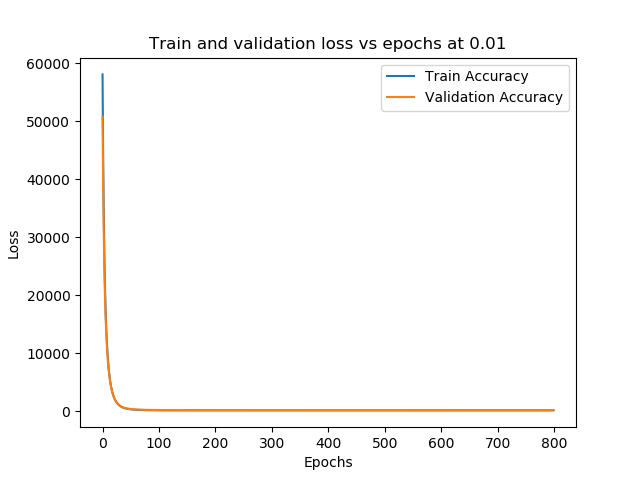 Train and validation loss vs epochs at 0.01
60000
50000
40000
30000
20000
10000
0
Loss
Train Accuracy
Validation Accuracy
0 100 200 300 400 500 600 700 800
Epochs